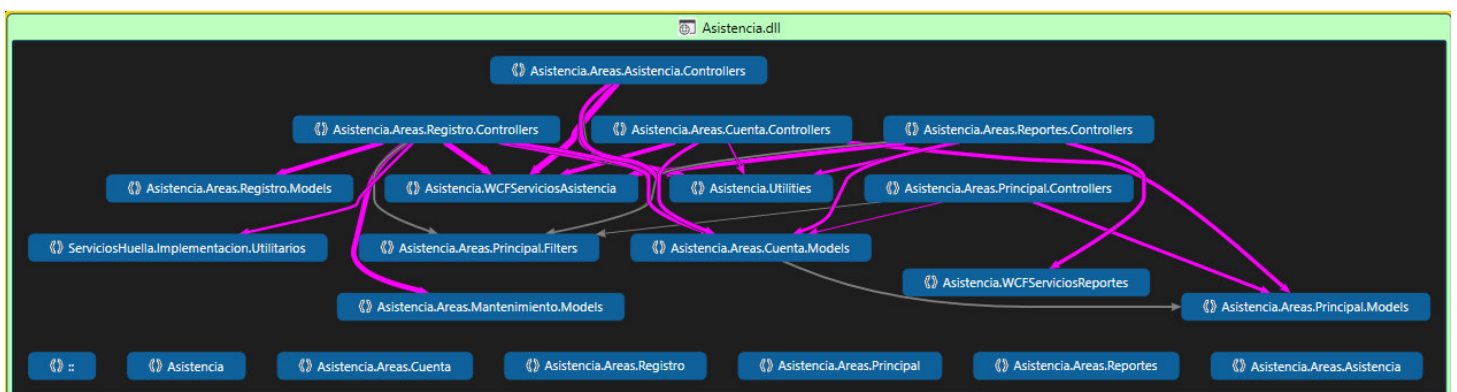 Asistencia.dll
Asistencia.Areas.Asistencia.Controllers
Asistencia.Areas.Registro.Controllers
Asistencia.Areas.Cuenta.Controllers
Asistencia.Areas.Reportes.Controllers
Asistencia.Areas.Registro.Models
Asistencia.WCFServiciosAsistencia
Asistencia.Utilities
Asistencia.Areas.Principal.Controllers
ServiciosHuella.Implementacion.Utilitarios
Asistencia.Areas.Principal.Filters
Asistencia.Areas.Cuenta.Models
Asistencia.WCFServiciosReportes
Asistencia.Areas.Mantenimiento.Models
Asistencia.Areas.Principal.Models
::
Asistencia
Asistencia.Areas.Cuenta
Asistencia.Areas.Registro
Asistencia.Areas.Principal
Asistencia.Areas.Reportes
Asistencia.Areas.Asistencia